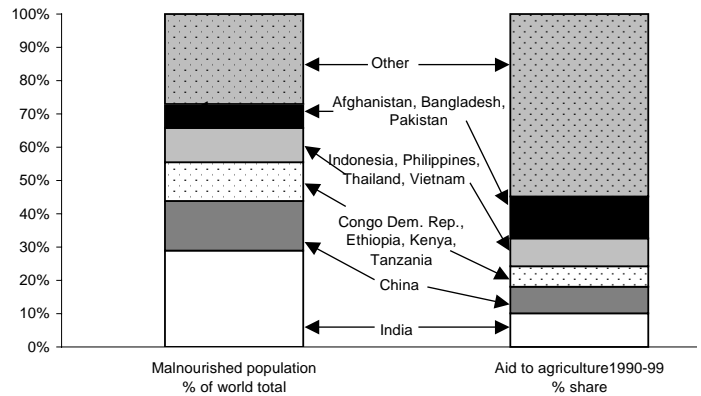 100%
90%
80%
70%
60%
50%
40%
30%
20%
10%
0%
Other
Afghanistan, Bangladesh,
Pakistan
Indonesia, Philippines,
Thailand, Vietnam
Congo Dem. Rep.,
Ethiopia, Kenya,
Tanzania
China
India
Malnourished population
% of world total
Aid to agriculture1990-99
% share